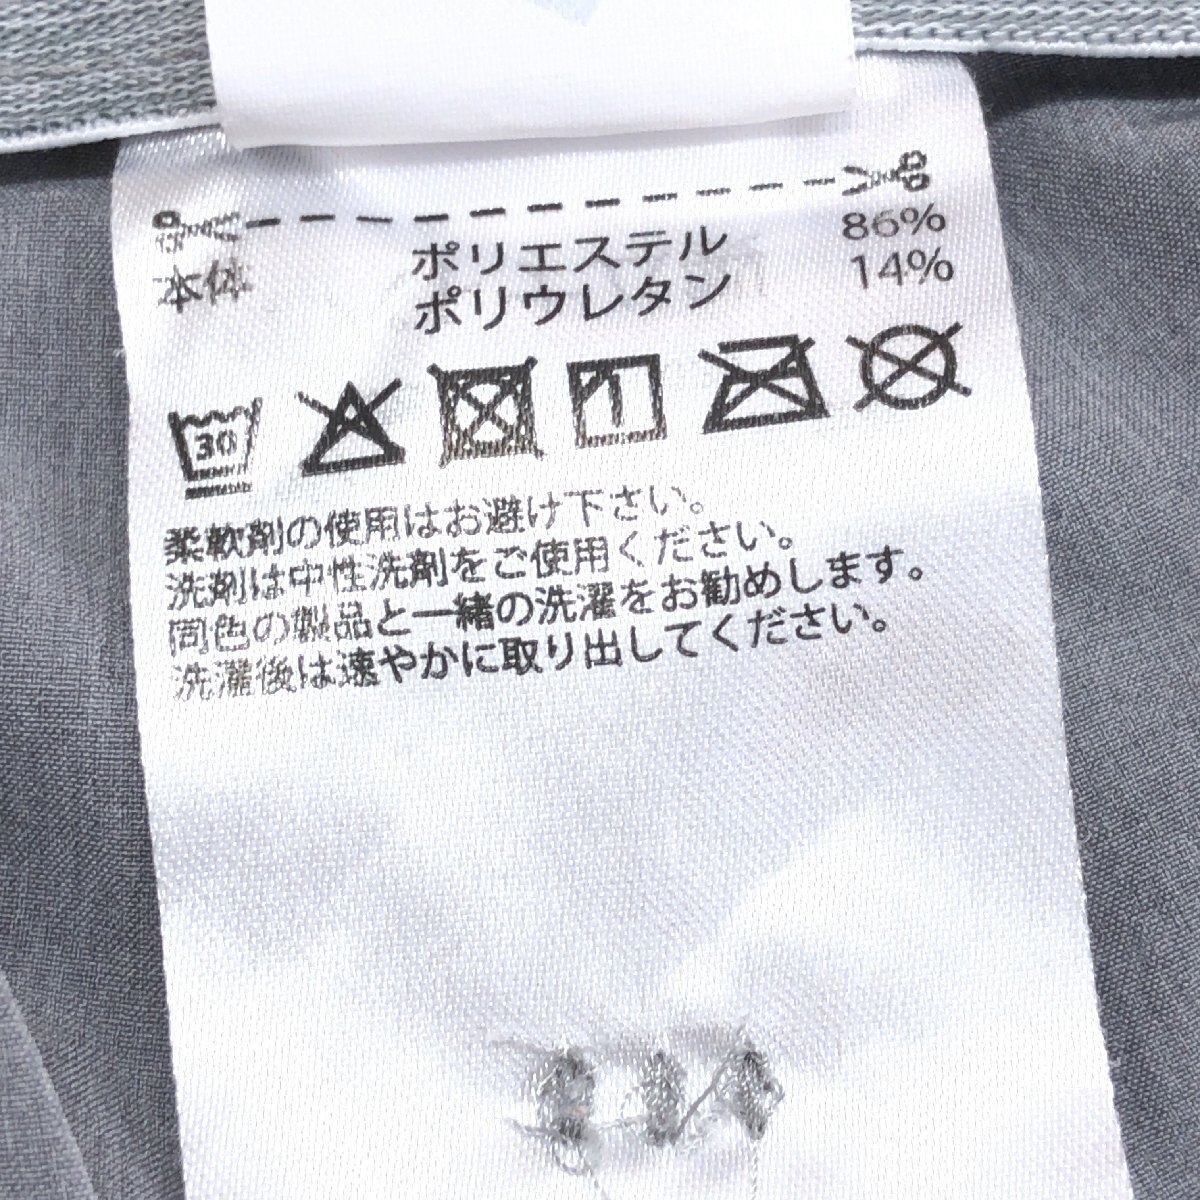 本体 ポリエステル 86%
ポリウレタン 14%
30
柔軟剤の使用はお避け下さい。
洗剤は中性洗剤をご使用ください。
同色の製品と一緒の洗濯をお勧めします。
洗濯後は速やかに取り出してください。